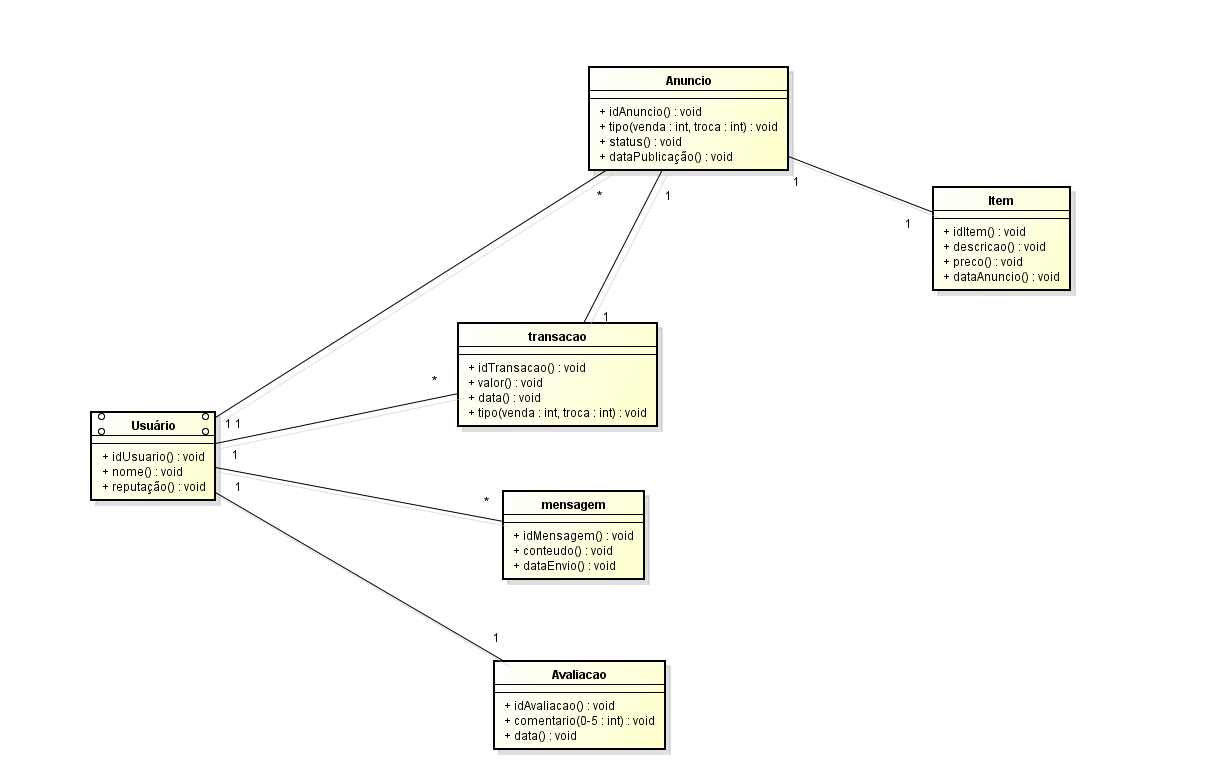 Anuncio
+ idAnuncio() : void
+ tipo(venda : int, troca : int) : void
+ status() : void
+ dataPublicação() : void
*
1
1
1
Item
+ idItem() : void
+ descricao() : void
+ preco() : void
+ dataAnuncio() : void
1
transacao
+ idTransacao() : void
+ valor() : void
+ data() : void
+ tipo(venda : int, troca : int) : void
*
Usuário
+ idUsuario() : void
+ nome() : void
+ reputação() : void
1 1
1
1
*
mensagem
+ idMensagem() : void
+ conteudo() : void
+ dataEnvio() : void
1
Avaliacao
+ idAvaliacao() : void
+ comentario(0-5 : int) : void
+ data() : void